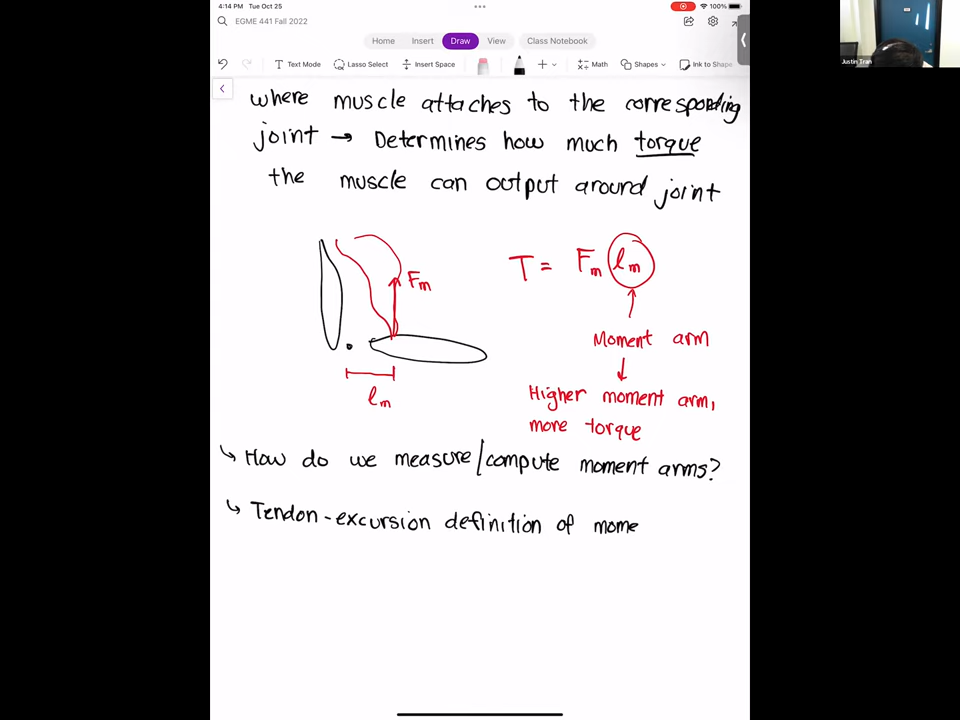 4:14 PM Tue Oct 25
100%
EGME 441 Fall 2022
Home Insert Draw View Class Notebook
Text Mode Lasso Select Insert Space Math Shapes Ink to Shape
Justin Tran
where muscle attaches to the corresponding
joint → Determines how much torque
the muscle can output around joint
Fm
T = Fm lm
Moment arm
lm
Higher moment arm,
more torque
↳ How do we measure/compute moment arms?
↳ Tendon-excursion definition of mome